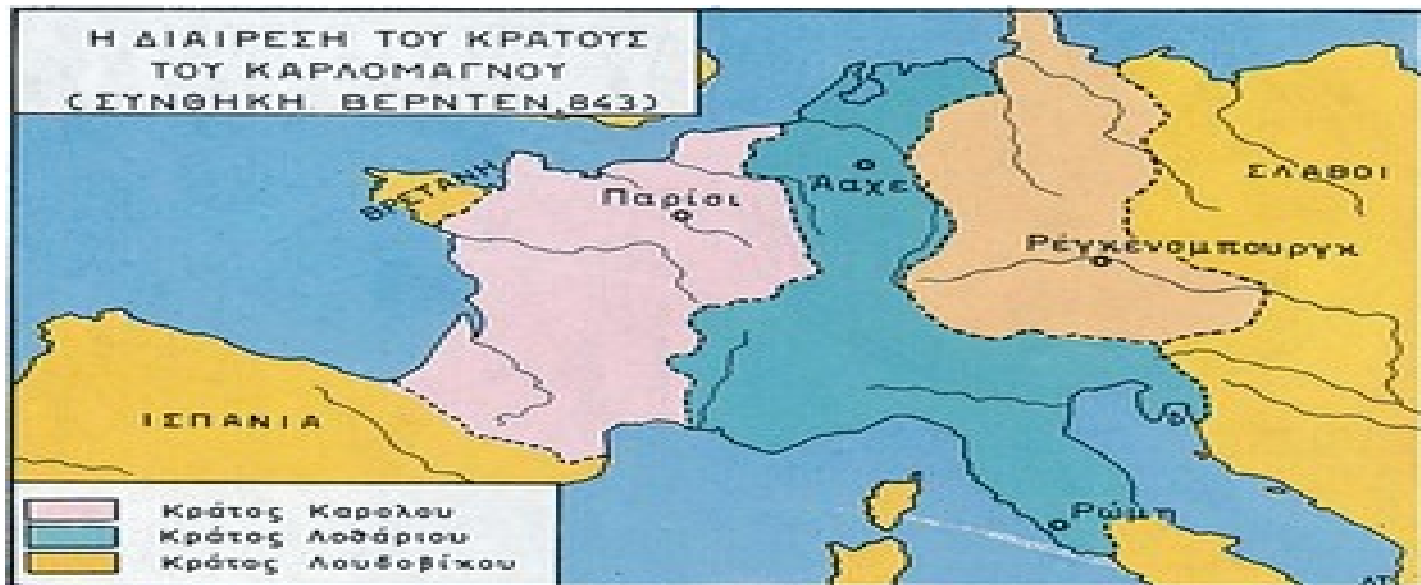 Η ΔΙΑΙΡΕΣΗ ΤΟΥ ΚΡΑΤΟΥΣ
ΤΟΥ ΚΑΡΛΟΜΑΓΝΟΥ
(ΣΥΝΘΗΚΗ ΒΕΡΝΤΕΝ,843)
ΣΛΑΒΟΙ
Άαχε
Παρίσι
Ρέγκενσμπουργκ
ΙΣΠΑΝΙΑ
Ρώμη
Κράτος Καρόλου
Κράτος Λοθάριου
Κράτος Λουδοβίκου